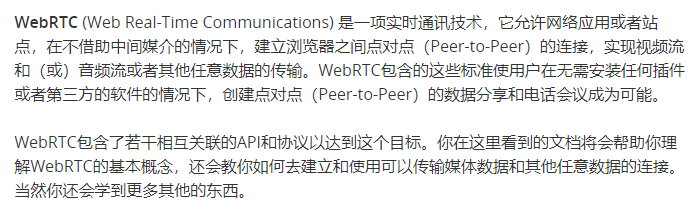 WebRTC (Web Real-Time Communications) 是一项实时通讯技术，它允许网络应用或者站
点，在不借助中间媒介的情况下，建立浏览器之间点对点（Peer-to-Peer）的连接，实现视频流
和（或）音频流或者其他任意数据的传输。WebRTC包含的这些标准使用户在无需安装任何插件
或者第三方的软件的情况下，创建点对点（Peer-to-Peer）的数据分享和电话会议成为可能。
WebRTC包含了若干相互关联的API和协议以达到这个目标。你在这里看到的文档将会帮助你理
解WebRTC的基本概念，还会教你如何去建立和使用可以传输媒体数据和其他任意数据的连接。
当然你还会学到更多其他的东西。